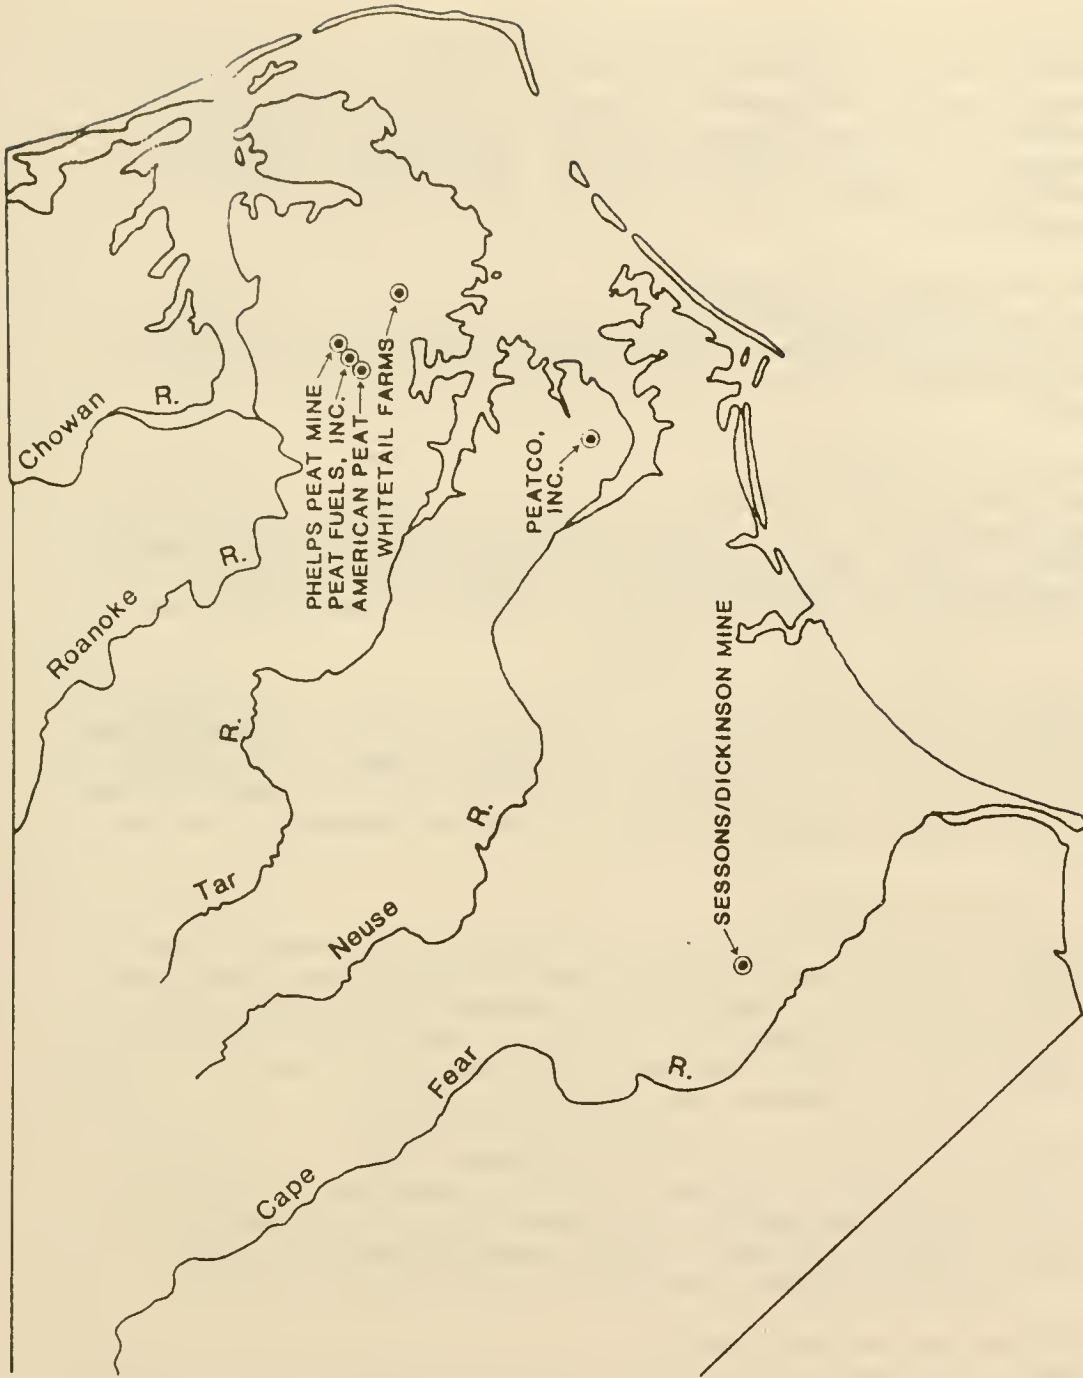 Chowan
R.
Roanoke
R.
PHELPS PEAT MINE
PEAT FUELS, INC.
AMERICAN PEAT
WHITETAIL FARMS
Tar
R.
PEATCO,
INC.
Neuse
R.
SESSONS/DICKINSON MINE
Cape
Fear
R.